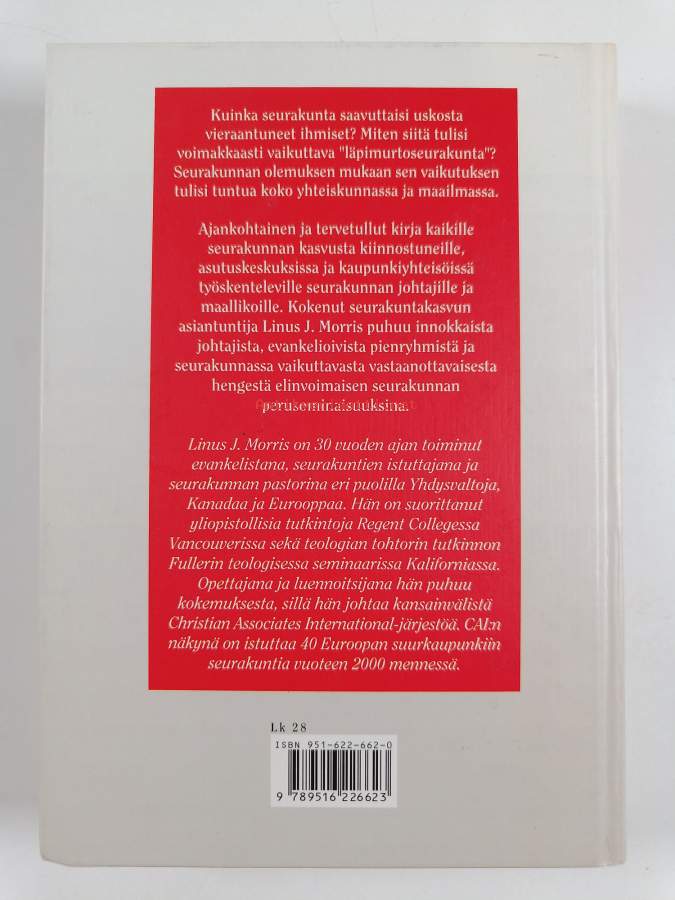 Kuinka seurakunta saavuttaisi uskosta
vieraantuneet ihmiset? Miten siitä tulisi
voimakkaasti vaikuttava "läpimurtoseurakunta"?
Seurakunnan olemuksen mukaan sen vaikutuksen
tulisi tuntua koko yhteiskunnassa ja maailmassa.
Ajankohtainen ja tervetullut kirja kaikille
seurakunnan kasvusta kiinnostuneille,
asutuskeskuksissa ja kaupunkiyhteisöissä
työskenteleville seurakunnan johtajille ja
maallikoille. Kokenut seurakuntakasvun
asiantuntija Linus J. Morris puhuu innokkaista
johtajista, evankelioivista pienryhmistä ja
seurakunnassa vaikuttavasta vastaanottavaisesta
hengestä elinvoimaisen seurakunnan
perusominaisuuksina.
Linus J. Morris on 30 vuoden ajan toiminut
evankelistana, seurakuntien istuttajana ja
seurakunnan pastorina eri puolilla Yhdysvaltoja,
Kanadaa ja Eurooppaa. Hän on suorittanut
yliopistollisia tutkintoja Regent Collegessa
Vancouverissa sekä teologian tohtorin tutkinnon
Fullerin teologisessa seminaarissa Kaliforniassa.
Opettajana ja luennoitsijana hän puhuu
kokemuksesta, sillä hän johtaa kansainvälistä
Christian Associates International-järjestöä. CAI:n
näkynä on istuttaa 40 Euroopan suurkaupunkiin
seurakuntia vuoteen 2000 mennessä.
Lk 28
ISBN 951-622-662-0
9 789516 226623